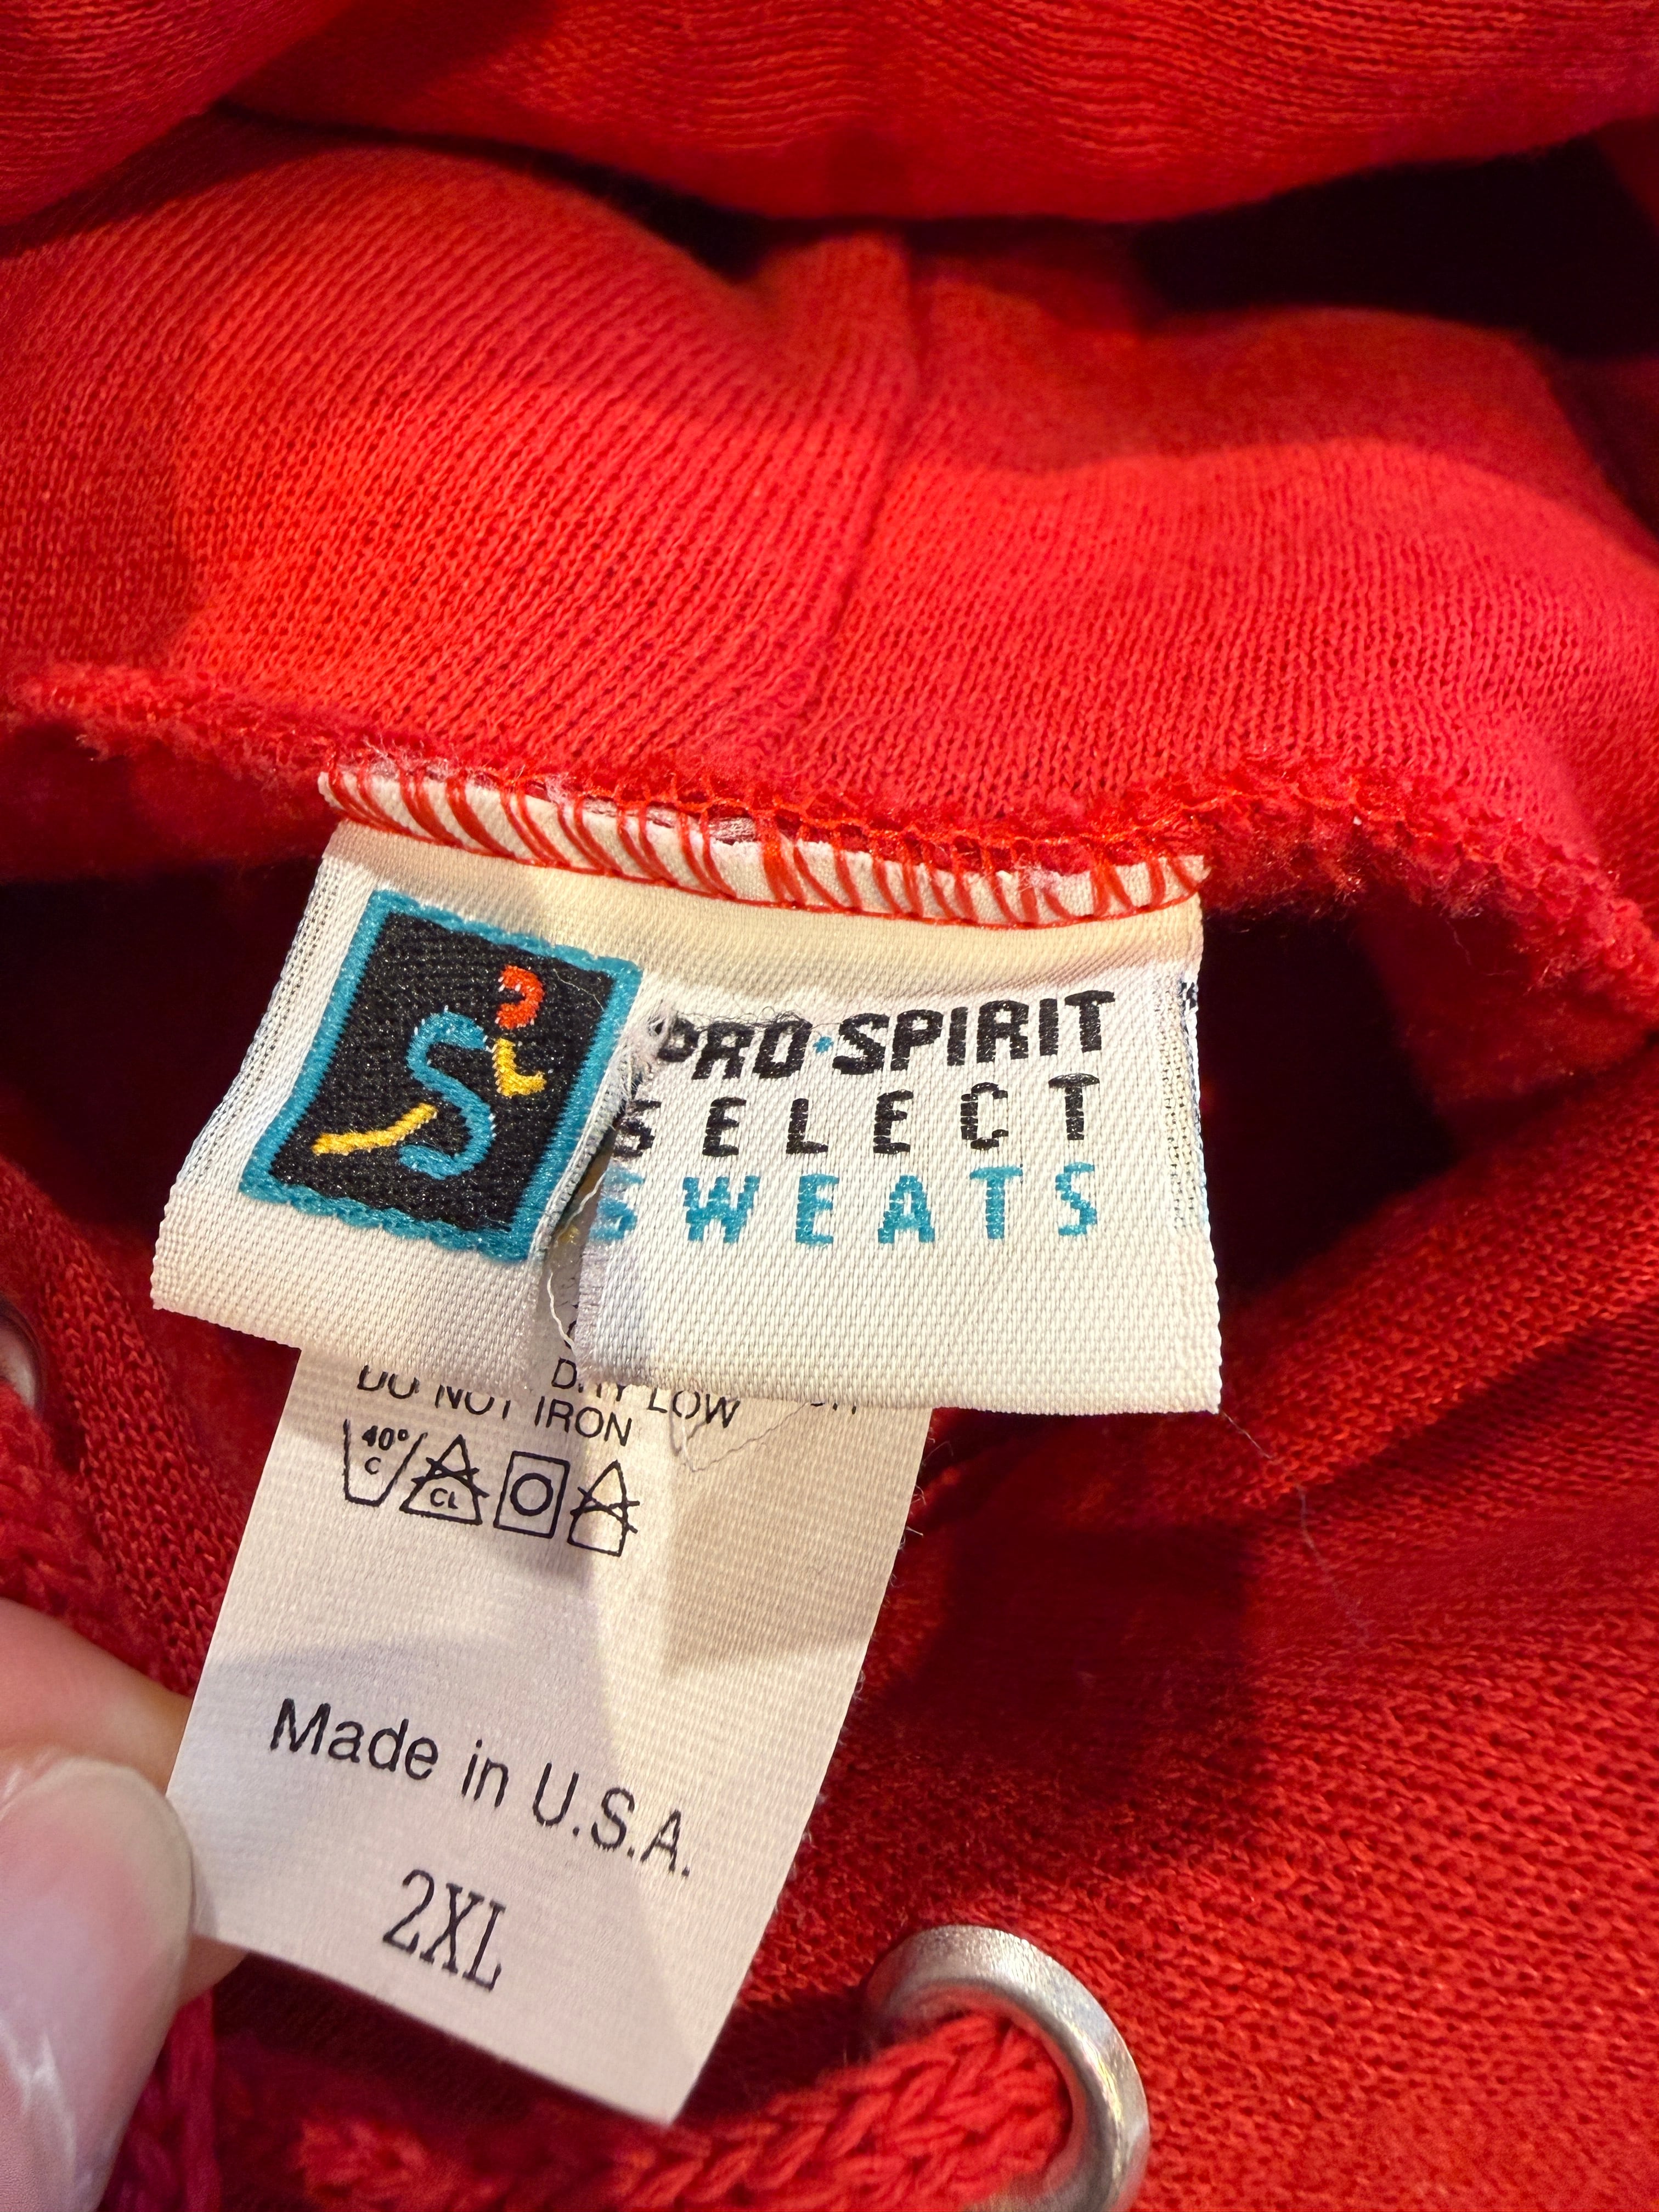 PRO·SPIRIT
SELECT
SWEATS
DRY LOW
DO NOT IRON
40°
C
CL
Made in U.S.A.
2XL